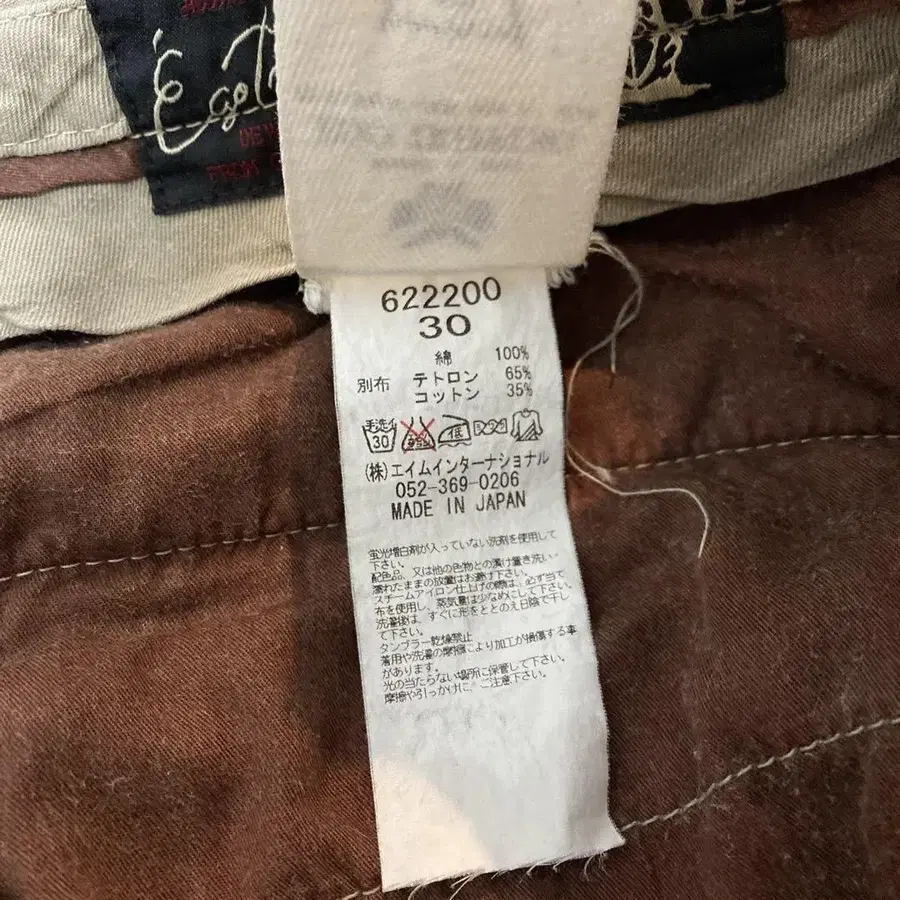 622200
30
綿 100%
別布 テトロン 65%
コットン 35%
手洗イ
30
低
(株)エイムインターナショナル
052-369-0206
MADE IN JAPAN
蛍光増白剤が入っていない洗剤を使用して
下さい。
配色品、又は他の色物との漬け置き洗い
濡れたままの放置はお避け下さい。
スチームアイロン仕上げの際は、必ず当て
布を使用し、蒸気量は少なめにして下さい。
洗濯後は、すぐに形をととのえ日陰で干し
て下さい。
タンブラー乾燥禁止
着用や洗濯の摩擦により加工が損傷する事
があります。
光の当たらない場所に保管して下さい。
摩擦や引っかけに、ご注意下さい。